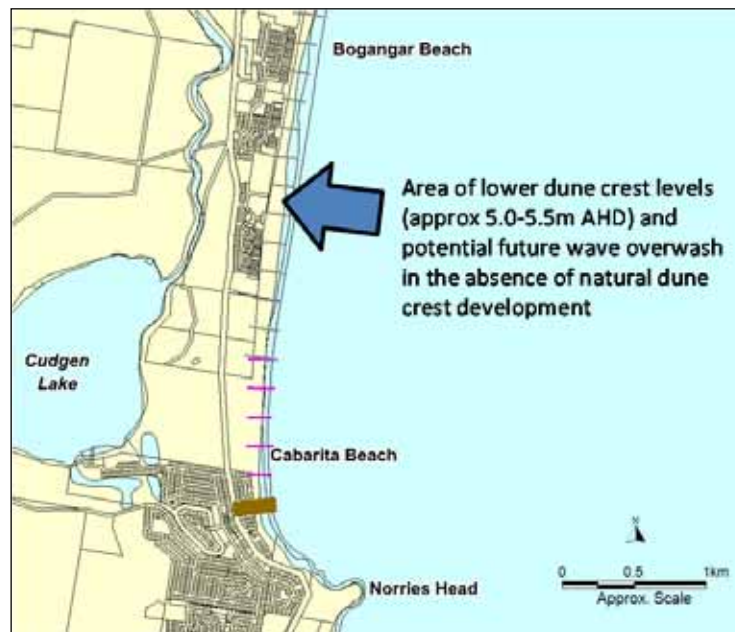 Bogangar Beach
Area of lower dune crest levels
(approx 5.0-5.5m AHD) and
potential future wave overwash
in the absence of natural dune
crest development
Cudgen
Lake
Cabarita Beach
N
0 0.5 1km
Approx. Scale
Norries Head